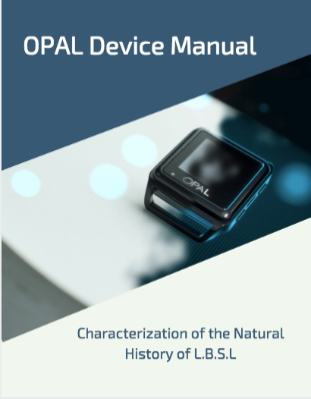 OPAL Device Manual
OPAL
Characterization of the Natural
History of L.B.S.L